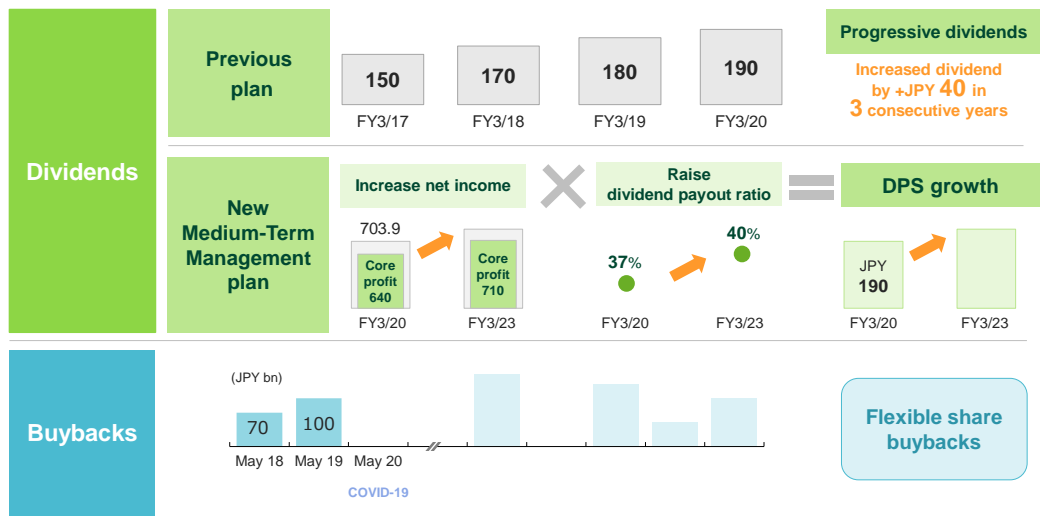 Dividends
Previous
plan
150
170
180
190
FY3/17
FY3/18
FY3/19
FY3/20
Progressive dividends
Increased dividend
by +JPY 40 in
3 consecutive years
New
Medium-Term
Management
plan
Increase net income
703.9
Core
profit
640
Core
profit
710
FY3/20
FY3/23
Raise
dividend payout ratio
37%
40%
FY3/20
FY3/23
DPS growth
JPY
190
FY3/20
FY3/23
Buybacks
(JPY bn)
70
100
May 18
May 19
May 20
COVID-19
Flexible share
buybacks